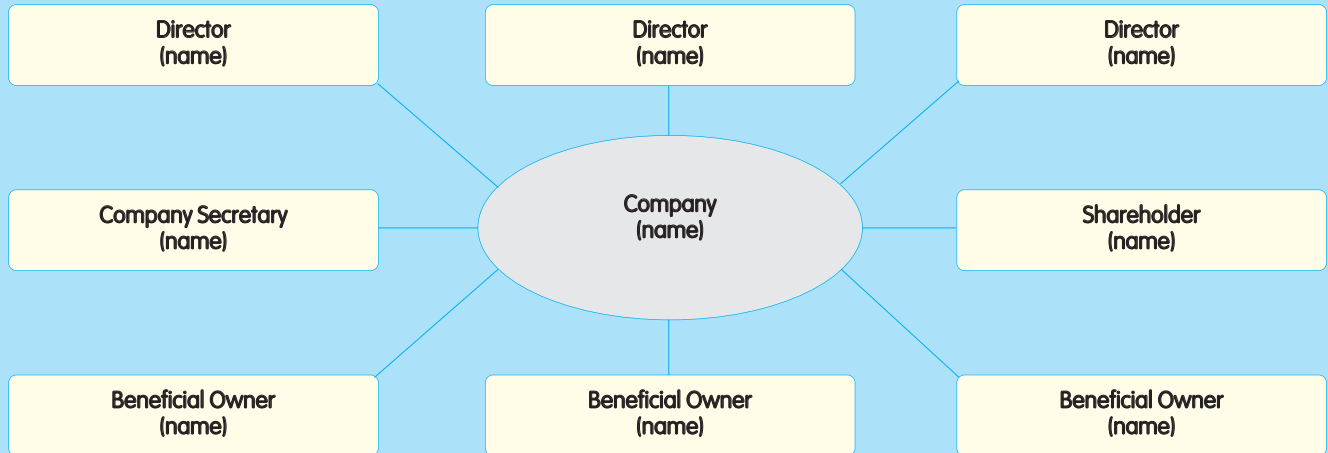 Director
(name)
Director
(name)
Director
(name)
Company Secretary
(name)
Company
(name)
Shareholder
(name)
Beneficial Owner
(name)
Beneficial Owner
(name)
Beneficial Owner
(name)